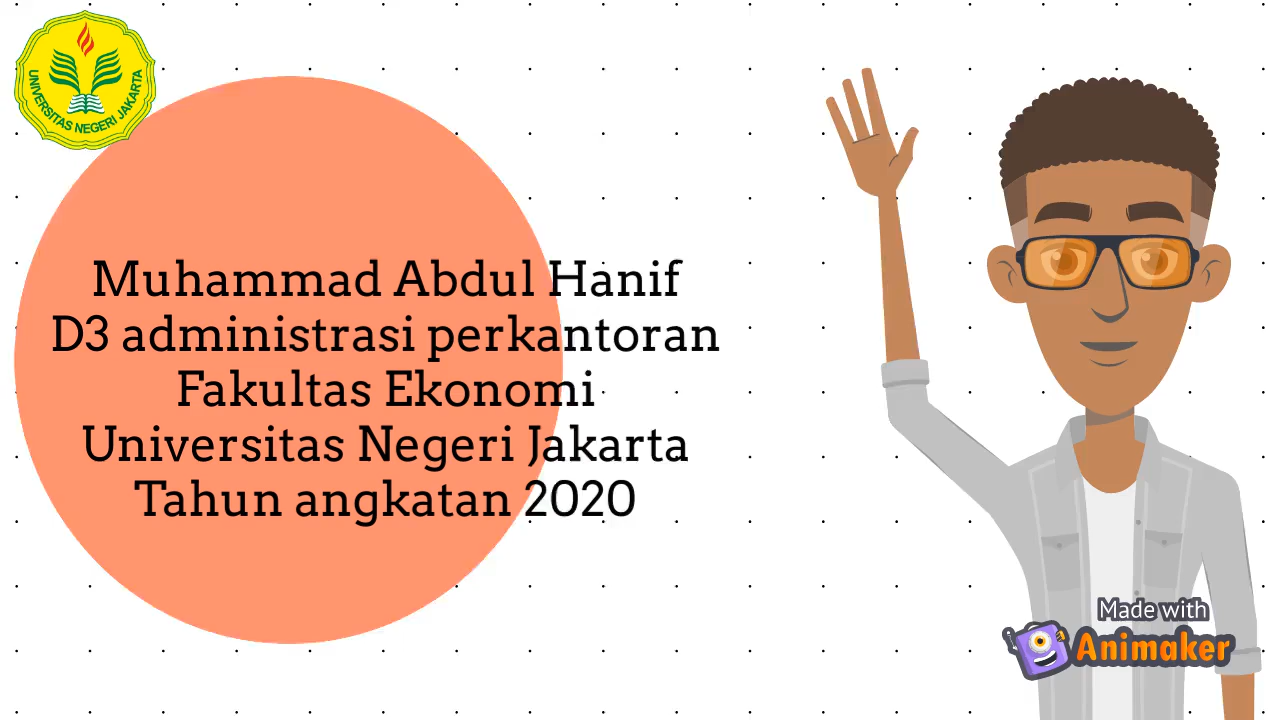 UNIVERSITAS NEGERI JAKARTA
Muhammad Abdul Hanif
D3 administrasi perkantoran
Fakultas Ekonomi
Universitas Negeri Jakarta
Tahun angkatan 2020
Made with
Animaker